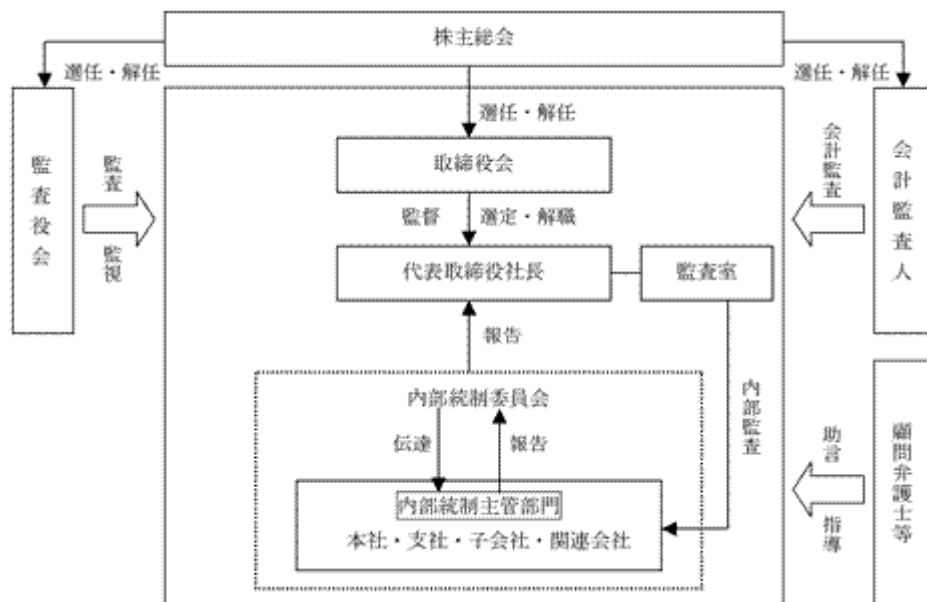 株主総会
選任・解任
選任・解任
選任・解任
監査役会
監査
監視
取締役会
会計監査
会計監査人
監督
選定・解職
代表取締役社長
監査室
報告
内部統制委員会
伝達
報告
内部監査
内部統制主管部門
本社・支社・子会社・関連会社
助言
指導
顧問弁護士等